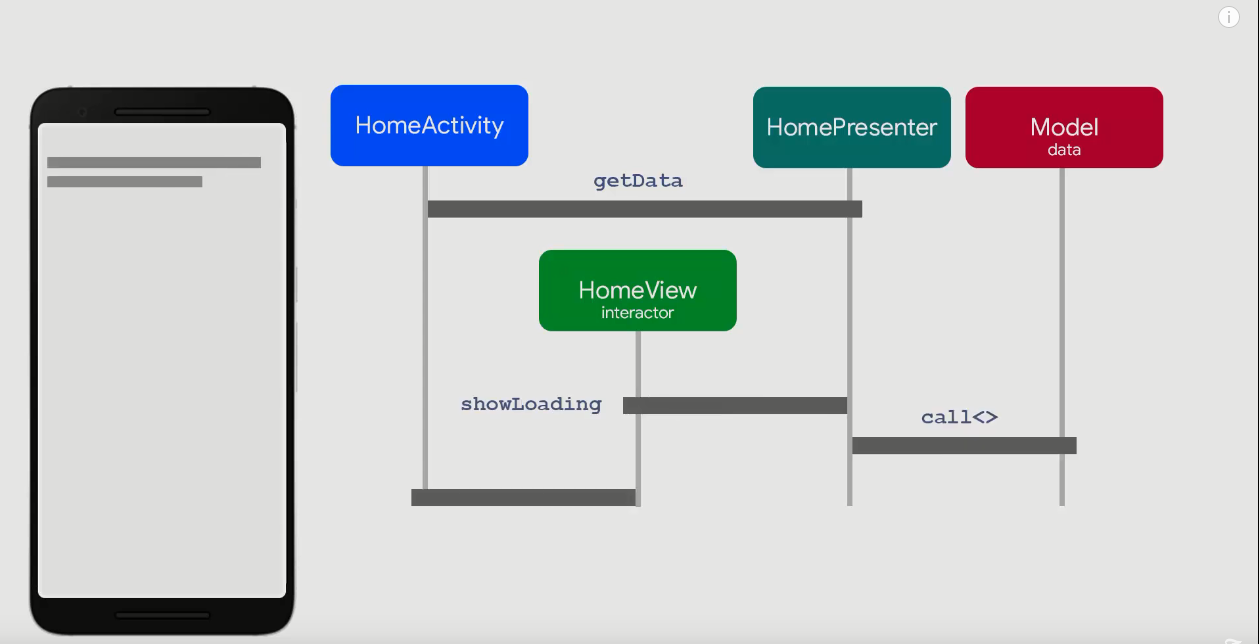 HomeActivity
HomePresenter
Model
data
getData
HomeView
interactor
showLoading
call<>